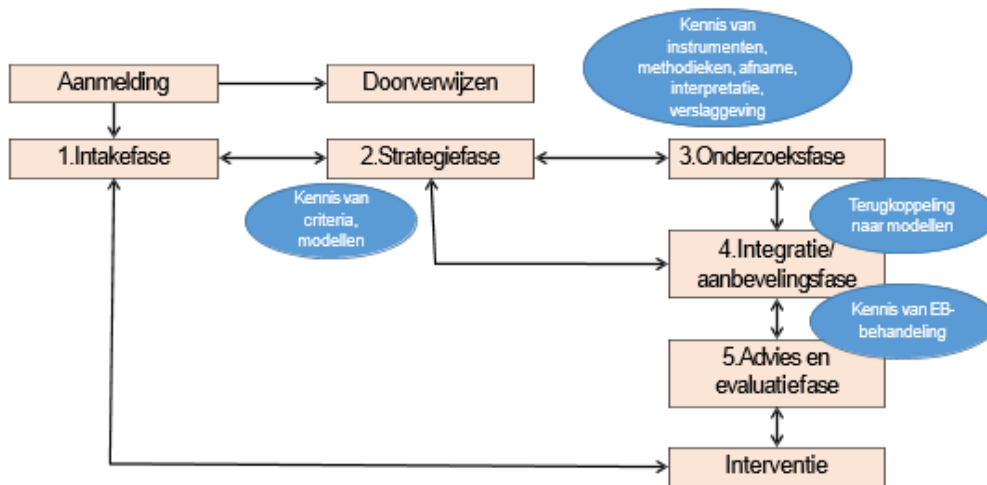 Kennis van
instrumenten,
methodieken, afname,
interpretatie,
verslaggeving
Aanmelding
Doorverwijzen
1.Intakefase
2.Strategiefase
3.Onderzoeksfase
Kennis van
criteria,
modellen
Terugkoppeling
naar modellen
4.Integratie/
aanbevelingsfase
Kennis van EB-
behandeling
5.Advies en
evaluatiefase
Interventie